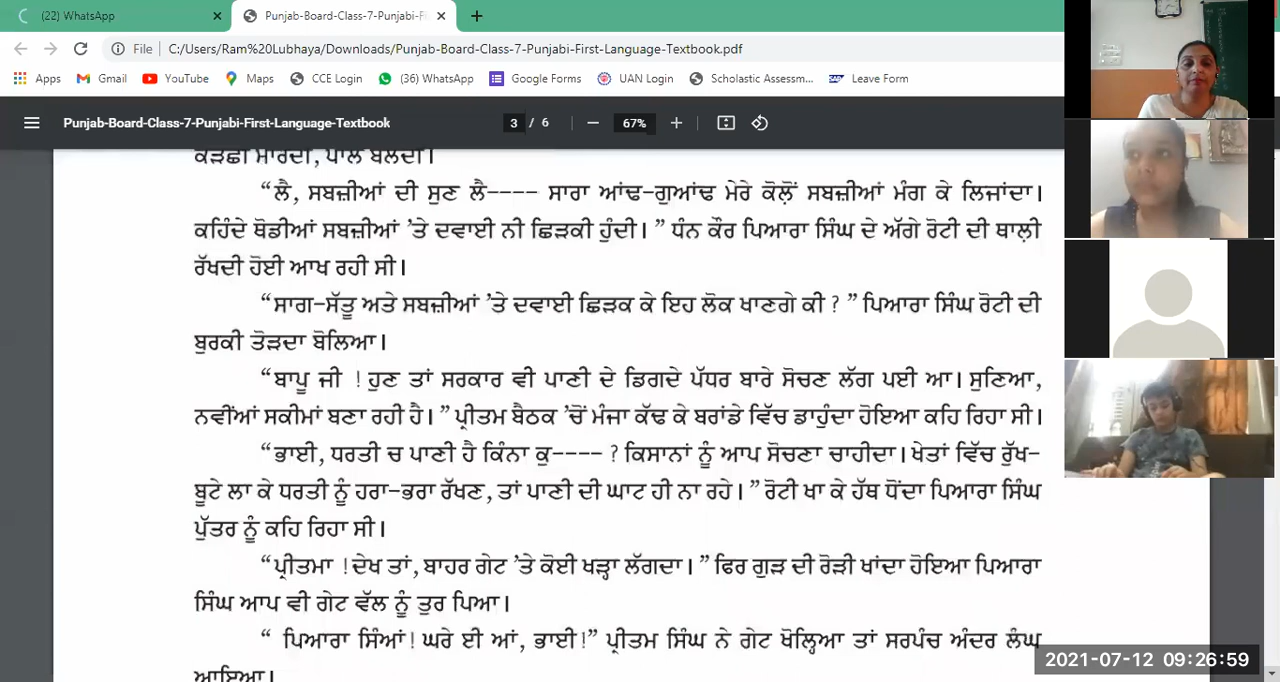 (22) WhatsApp
Punjab-Board-Class-7-Punjabi-Fi
File
C:/Users/Ram%20Lubhaya/Downloads/Punjab-Board-Class-7-Punjabi-First-Language-Textbook.pdf
Apps Gmail YouTube Maps CCE Login (36) WhatsApp Google Forms UAN Login Scholastic Assessm... Leave Form
Punjab-Board-Class-7-Punjabi-First-Language-Textbook
3 / 6
67%
ਕੜਛੀ ਮਾਰਦੀ, ਪਾਲ ਬੋਲਦੀ।
“ਲੈ, ਸਬਜ਼ੀਆਂ ਦੀ ਸੁਣ ਲੈ---- ਸਾਰਾ ਆਂਢ-ਗੁਆਂਢ ਮੇਰੇ ਕੋਲ਼ੋਂ ਸਬਜ਼ੀਆਂ ਮੰਗ ਕੇ ਲਿਜਾਂਦਾ।
ਕਹਿੰਦੇ ਥੋਡੀਆਂ ਸਬਜ਼ੀਆਂ ’ਤੇ ਦਵਾਈ ਨੀ ਛਿੜਕੀ ਹੁੰਦੀ। ” ਧੰਨ ਕੌਰ ਪਿਆਰਾ ਸਿੰਘ ਦੇ ਅੱਗੇ ਰੋਟੀ ਦੀ ਥਾਲ਼ੀ
ਰੱਖਦੀ ਹੋਈ ਆਖ ਰਹੀ ਸੀ।
“ਸਾਗ-ਸੱਤੂ ਅਤੇ ਸਬਜ਼ੀਆਂ ’ਤੇ ਦਵਾਈ ਛਿੜਕ ਕੇ ਇਹ ਲੋਕ ਖਾਣਗੇ ਕੀ ? ” ਪਿਆਰਾ ਸਿੰਘ ਰੋਟੀ ਦੀ
ਬੁਰਕੀ ਤੋੜਦਾ ਬੋਲਿਆ।
“ਬਾਪੂ ਜੀ ! ਹੁਣ ਤਾਂ ਸਰਕਾਰ ਵੀ ਪਾਣੀ ਦੇ ਡਿਗਦੇ ਪੱਧਰ ਬਾਰੇ ਸੋਚਣ ਲੱਗ ਪਈ ਆ। ਸੁਣਿਆ,
ਨਵੀਂਆਂ ਸਕੀਮਾਂ ਬਣਾ ਰਹੀ ਹੈ। ” ਪ੍ਰੀਤਮ ਬੈਠਕ ’ਚੋਂ ਮੰਜਾ ਕੱਢ ਕੇ ਬਰਾਂਡੇ ਵਿੱਚ ਡਾਹੁੰਦਾ ਹੋਇਆ ਕਹਿ ਰਿਹਾ ਸੀ।
“ਭਾਈ, ਧਰਤੀ ਚ ਪਾਣੀ ਹੈ ਕਿੰਨਾ ਕੁ---- ? ਕਿਸਾਨਾਂ ਨੂੰ ਆਪ ਸੋਚਣਾ ਚਾਹੀਦਾ। ਖੇਤਾਂ ਵਿੱਚ ਰੁੱਖ-
ਬੂਟੇ ਲਾ ਕੇ ਧਰਤੀ ਨੂੰ ਹਰਾ-ਭਰਾ ਰੱਖਣ, ਤਾਂ ਪਾਣੀ ਦੀ ਘਾਟ ਹੀ ਨਾ ਰਹੇ। ” ਰੋਟੀ ਖਾ ਕੇ ਹੱਥ ਧੋਂਦਾ ਪਿਆਰਾ ਸਿੰਘ
ਪੁੱਤਰ ਨੂੰ ਕਹਿ ਰਿਹਾ ਸੀ।
“ਪ੍ਰੀਤਮਾ ! ਦੇਖ ਤਾਂ, ਬਾਹਰ ਗੇਟ ’ਤੇ ਕੋਈ ਖੜ੍ਹਾ ਲੱਗਦਾ। ” ਫਿਰ ਗੁੜ ਦੀ ਰੋੜੀ ਖਾਂਦਾ ਹੋਇਆ ਪਿਆਰਾ
ਸਿੰਘ ਆਪ ਵੀ ਗੇਟ ਵੱਲ ਨੂੰ ਤੁਰ ਪਿਆ।
“ ਪਿਆਰਾ ਸਿੰਆਂ! ਘਰੇ ਈ ਆਂ, ਭਾਈ!” ਪ੍ਰੀਤਮ ਸਿੰਘ ਨੇ ਗੇਟ ਖੋਲ੍ਹਿਆ ਤਾਂ ਸਰਪੰਚ ਅੰਦਰ ਲੰਘ
ਆਇਆ।
2021-07-12 09:26:59